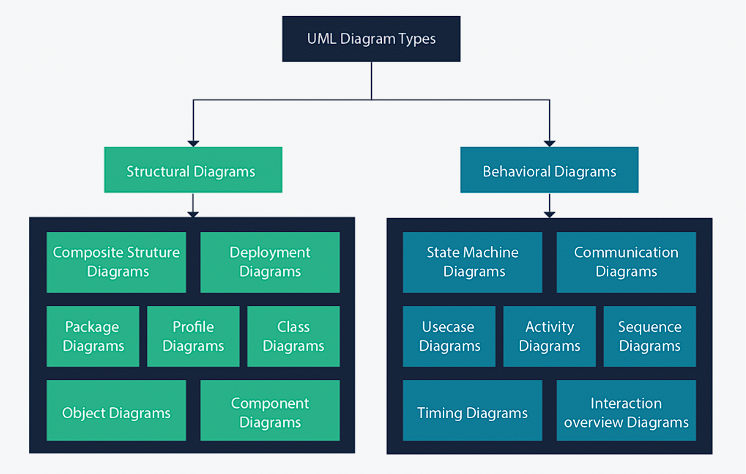 UML Diagram Types
Structural Diagrams
Behavioral Diagrams
Composite Struture
Diagrams
Deployment
Diagrams
Package
Diagrams
Profile
Diagrams
Class
Diagrams
Object Diagrams
Component
Diagrams
State Machine
Diagrams
Communication
Diagrams
Usecase
Diagrams
Activity
Diagrams
Sequence
Diagrams
Timing Diagrams
Interaction
overview Diagrams